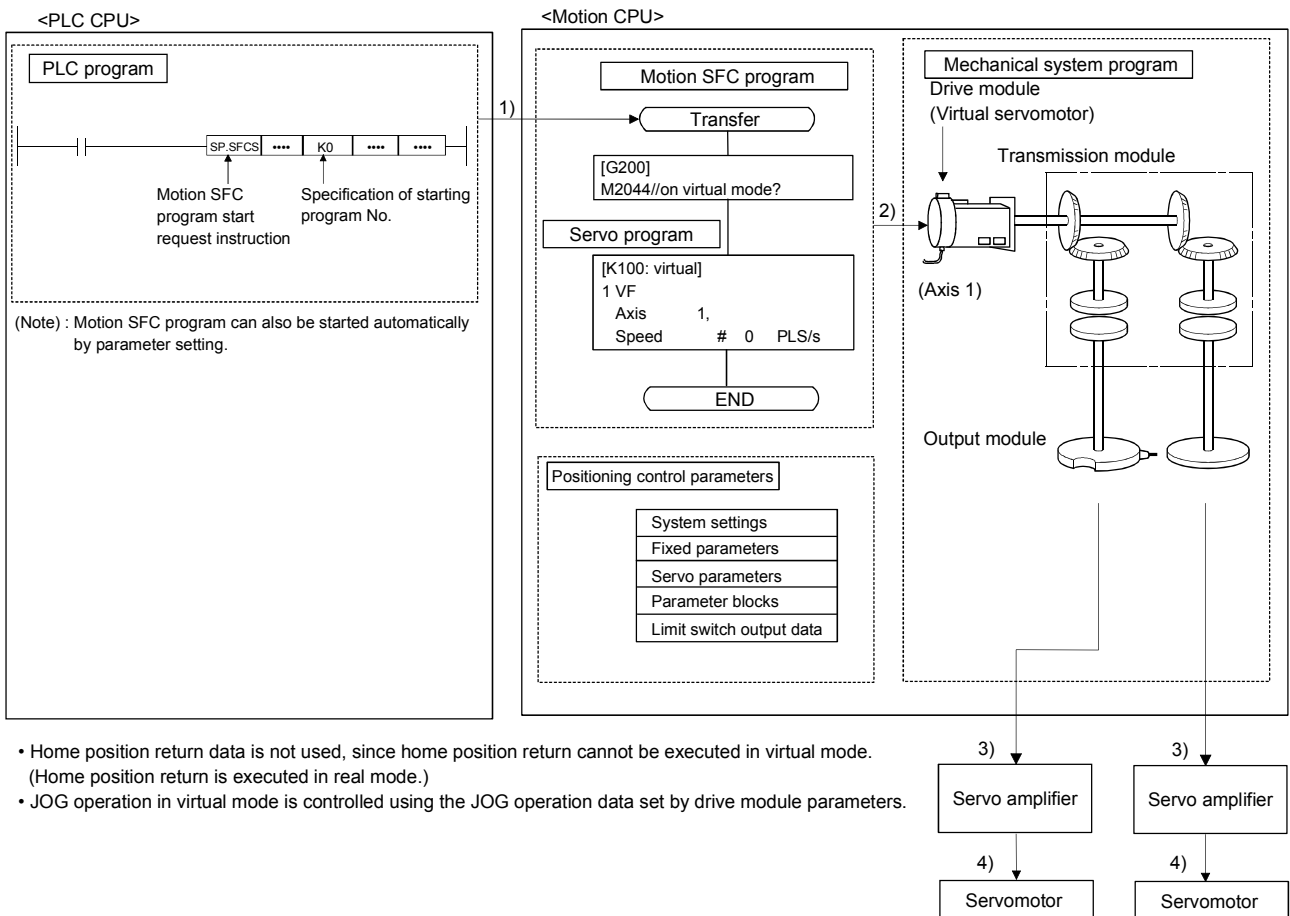 <PLC CPU>
PLC program
SP.SFCS •••• K0 •••• ••••
Motion SFC
program start
request instruction
Specification of starting
program No.
(Note) : Motion SFC program can also be started automatically
by parameter setting.
1)
<Motion CPU>
Motion SFC program
Transfer
[G200]
M2044//on virtual mode?
Servo program
[K100: virtual]
1 VF
Axis 1,
Speed # 0 PLS/s
END
Positioning control parameters
System settings
Fixed parameters
Servo parameters
Parameter blocks
Limit switch output data
2)
Mechanical system program
Drive module
(Virtual servomotor)
Transmission module
(Axis 1)
Output module
3)
3)
Servo amplifier
Servo amplifier
4)
4)
Servomotor
Servomotor
• Home position return data is not used, since home position return cannot be executed in virtual mode.
(Home position return is executed in real mode.)
• JOG operation in virtual mode is controlled using the JOG operation data set by drive module parameters.